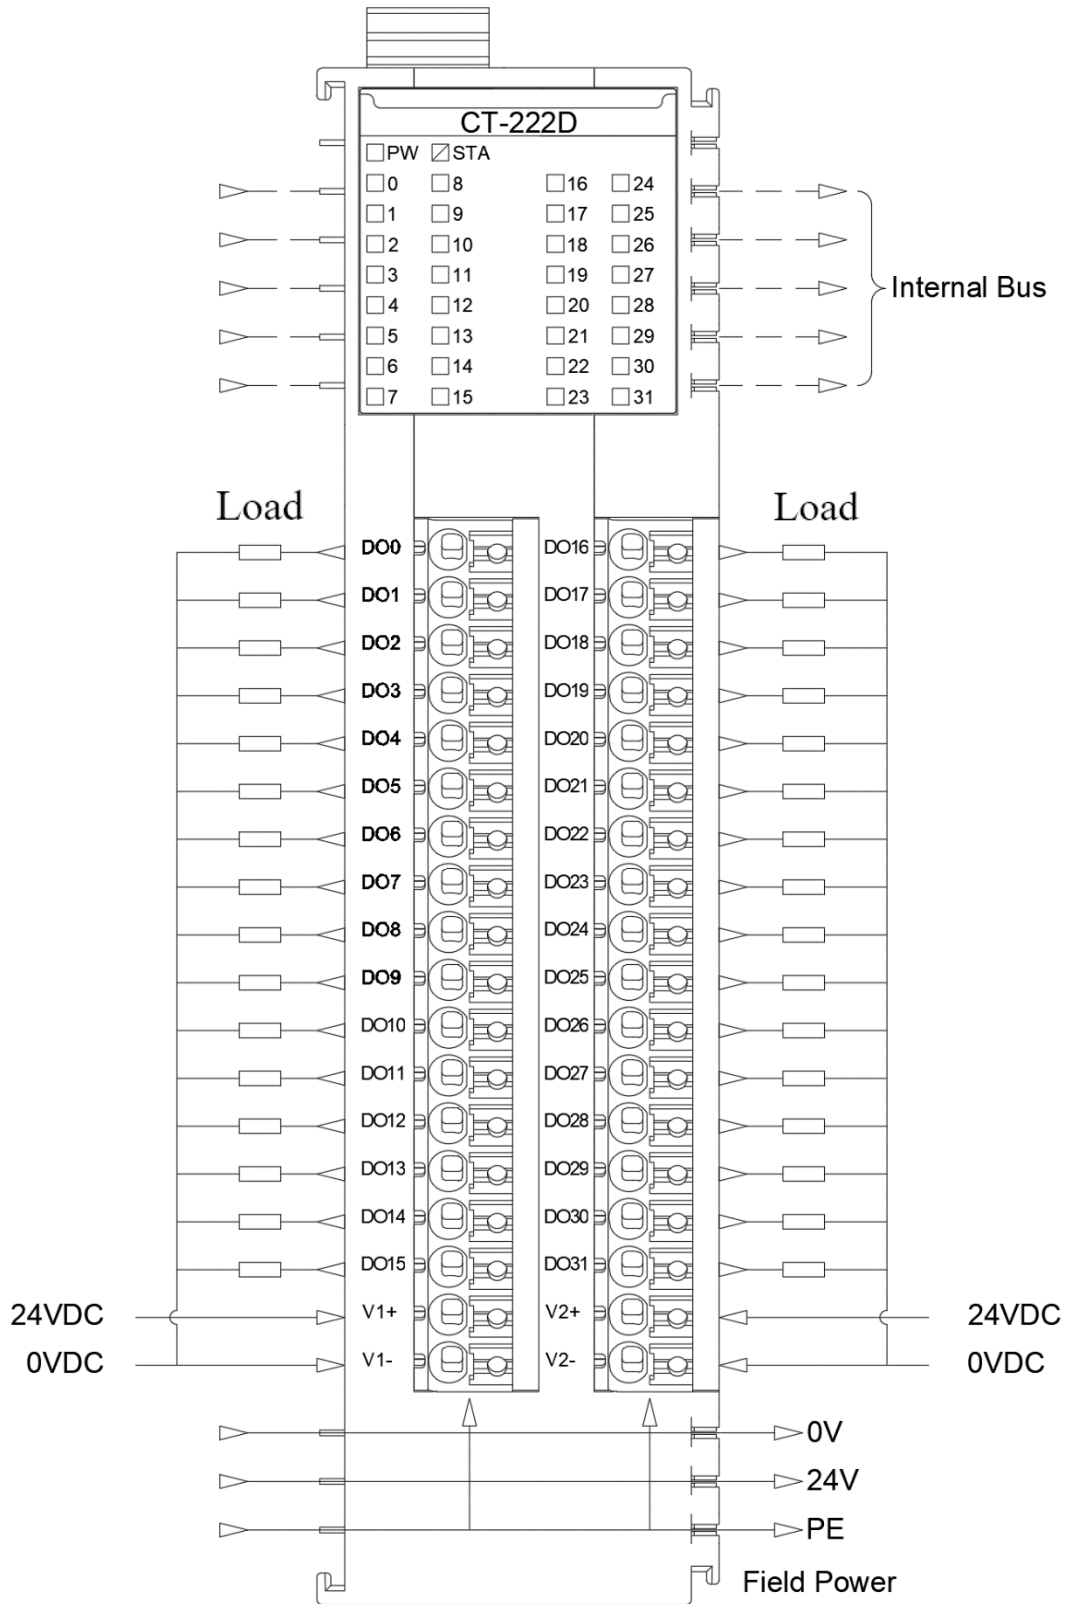 CT-222D
PW STA
0 8 16 24
1 9 17 25
2 10 18 26
3 11 19 27
4 12 20 28
5 13 21 29
6 14 22 30
7 15 23 31
Internal Bus
Load Load
DO0 DO16
DO1 DO17
DO2 DO18
DO3 DO19
DO4 DO20
DO5 DO21
DO6 DO22
DO7 DO23
DO8 DO24
DO9 DO25
DO10 DO26
DO11 DO27
DO12 DO28
DO13 DO29
DO14 DO30
DO15 DO31
24VDC V1+ V2+ 24VDC
0VDC V1- V2- 0VDC
0V
24V
PE
Field Power